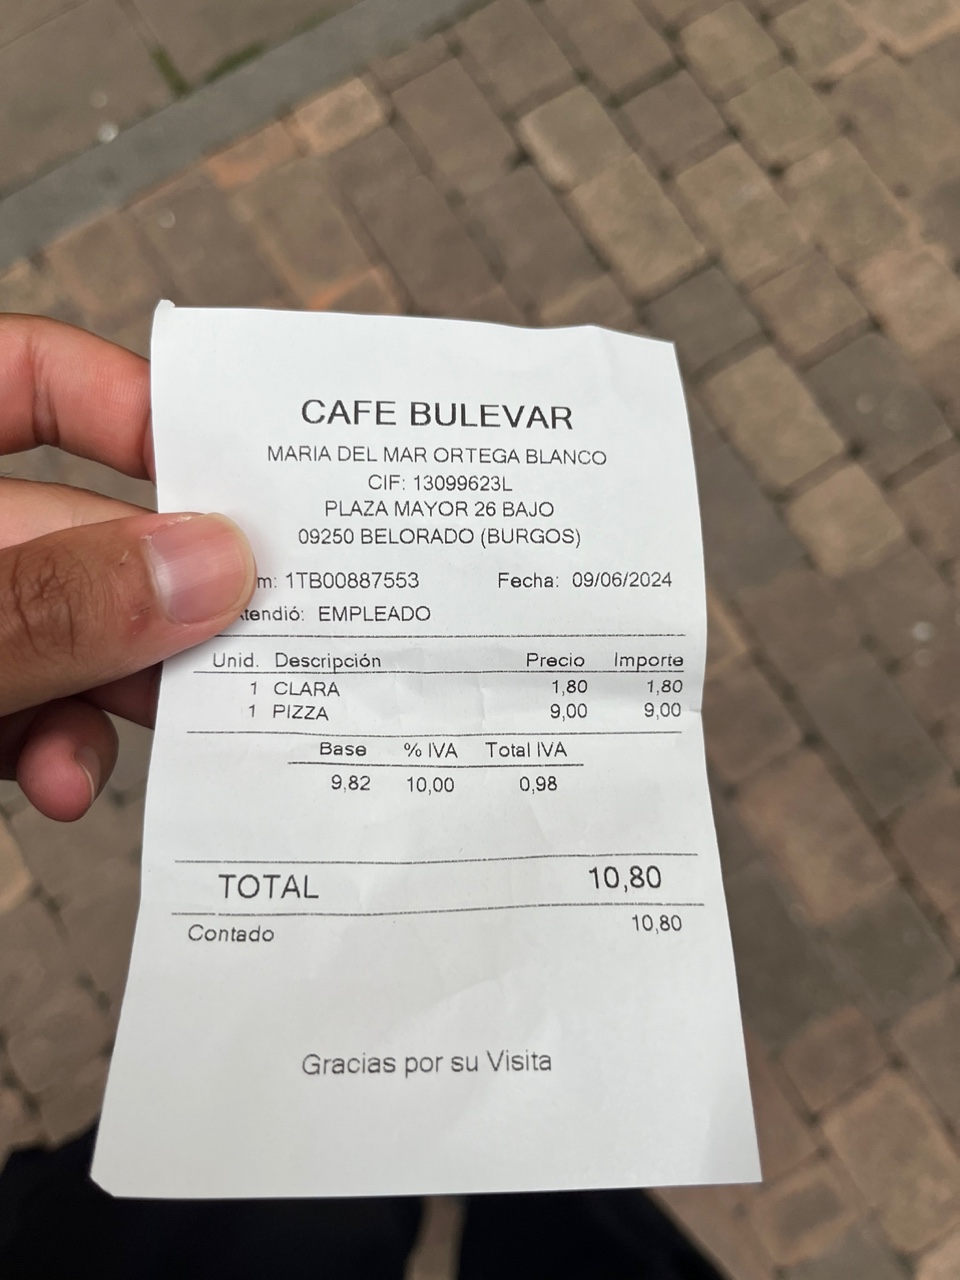 CAFE BULEVAR
MARIA DEL MAR ORTEGA BLANCO
CIF: 13099623L
PLAZA MAYOR 26 BAJO
09250 BELORADO (BURGOS)
1TB00887553 Fecha: 09/06/2024
EMPLEADO
Unid. Descripción Precio Importe
1 CLARA 1,80 1,80
1 PIZZA 9,00 9,00
Base % IVA Total IVA
9,82 10,00 0,98
TOTAL 10,80
Contado 10,80
Gracias por su Visita